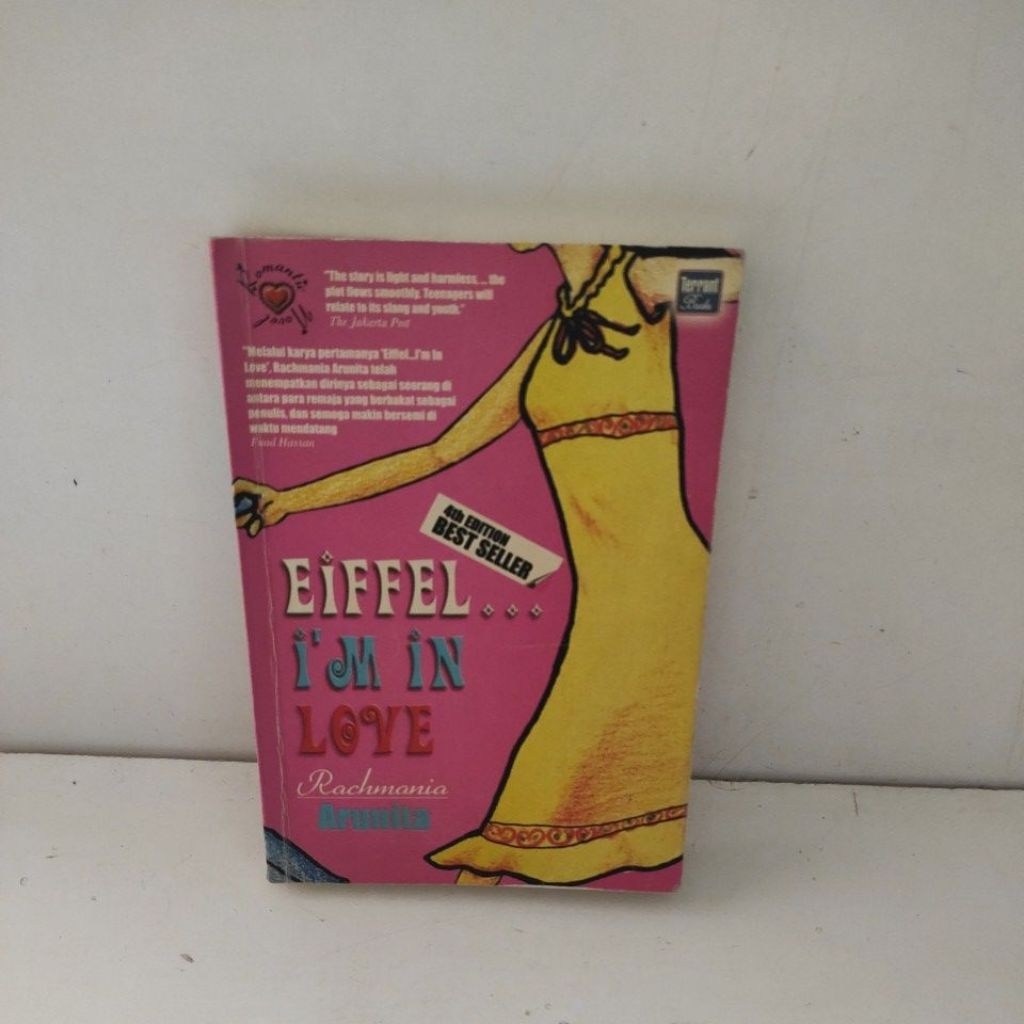 Romantic
Novel
"The story is light and harmless, ... the
plot flows smoothly. Teenagers will
relate to its slang and youth."
The Jakarta Post
Terrant
Books
"Melalui karya pertamanya 'Eiffel...I'm In
Love', Rachmania Arunita telah
menempatkan dirinya sebagai seorang di
antara para remaja yang berbakat sebagai
penulis, dan semoga makin bersemi di
waktu mendatang
Fuad Hassan
4th EDITION
BEST SELLER
EIFFEL...
I'M IN
LOVE
Rachmania
Arunita